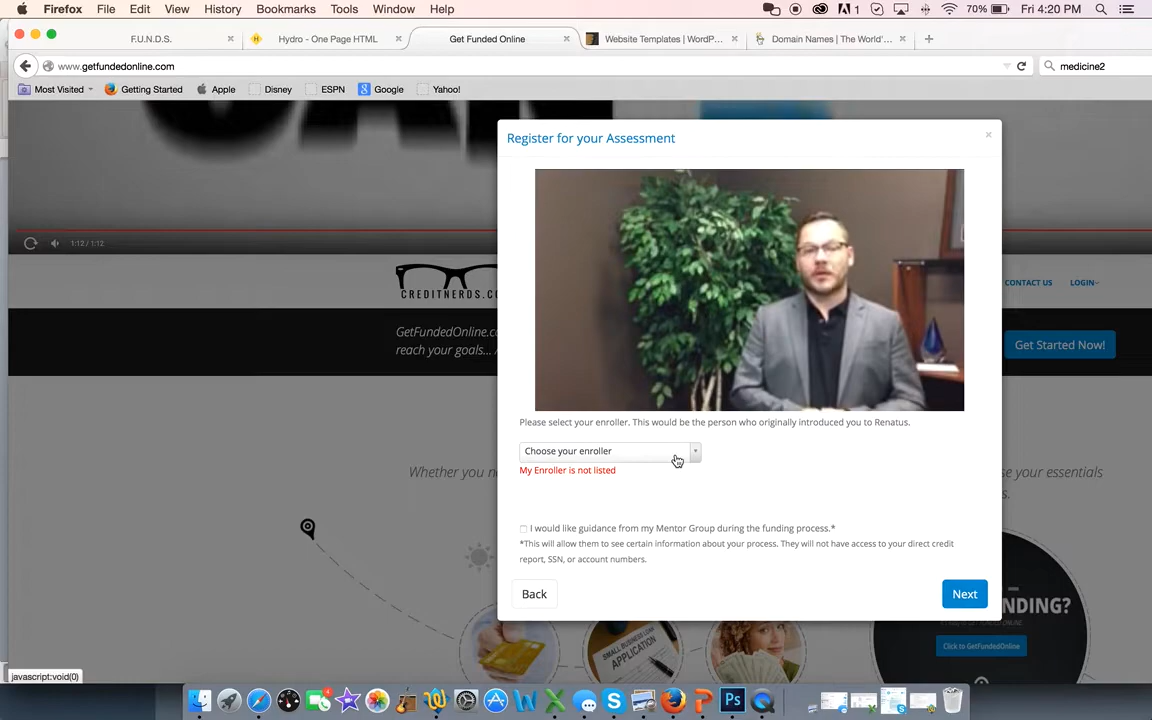 Firefox File Edit View History Bookmarks Tools Window Help 1 70% Fri 4:20 PM
F.U.N.D.S. Hydro - One Page HTML Get Funded Online Website Templates | WordP... Domain Names | The World'...
www.getfundedonline.com medicine2
Most Visited Getting Started Apple Disney ESPN Google Yahoo!
Register for your Assessment
1:12 / 1:12
CREDITNERDS.C
CONTACT US LOGIN
GetFundedOnline.c
reach your goals...
Get Started Now!
Please select your enroller. This would be the person who originally introduced you to Renatus.
Choose your enroller
My Enroller is not listed
Whether you n
se your essentials
s.
I would like guidance from my Mentor Group during the funding process.*
*This will allow them to see certain information about your process. They will not have access to your direct credit
report, SSN, or account numbers.
Back Next
NDING?
Click to GetFundedOnline
SMALL BUSINESS LOAN
APPLICATION
javascript:void(0)
4
W X S P Ps